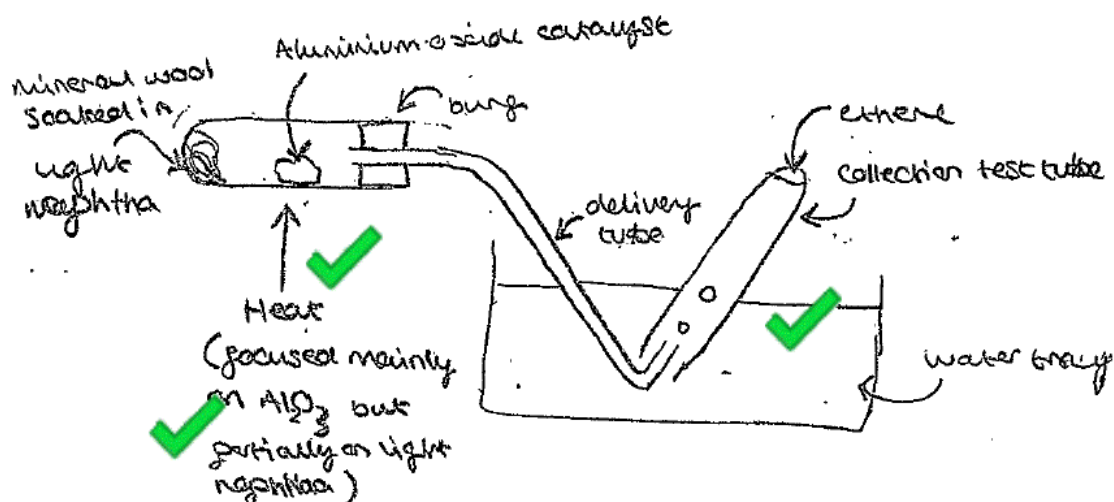 Aluminium oxide catalyst
mineral wool
soaked in
light
naphtha
bung
ethene
collection test tube
delivery
tube
Heat
(focused mainly
on AlO₃ but
partially on light
naphtha)
water tray